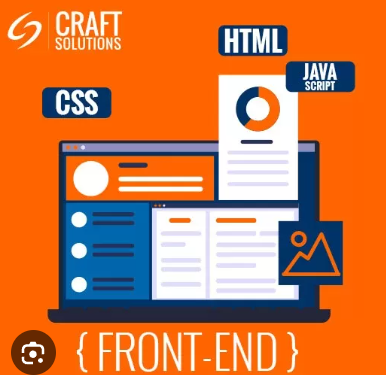 CRAFT
SOLUTIONS
HTML
JAVA
SCRIPT
CSS
{ FRONT-END }